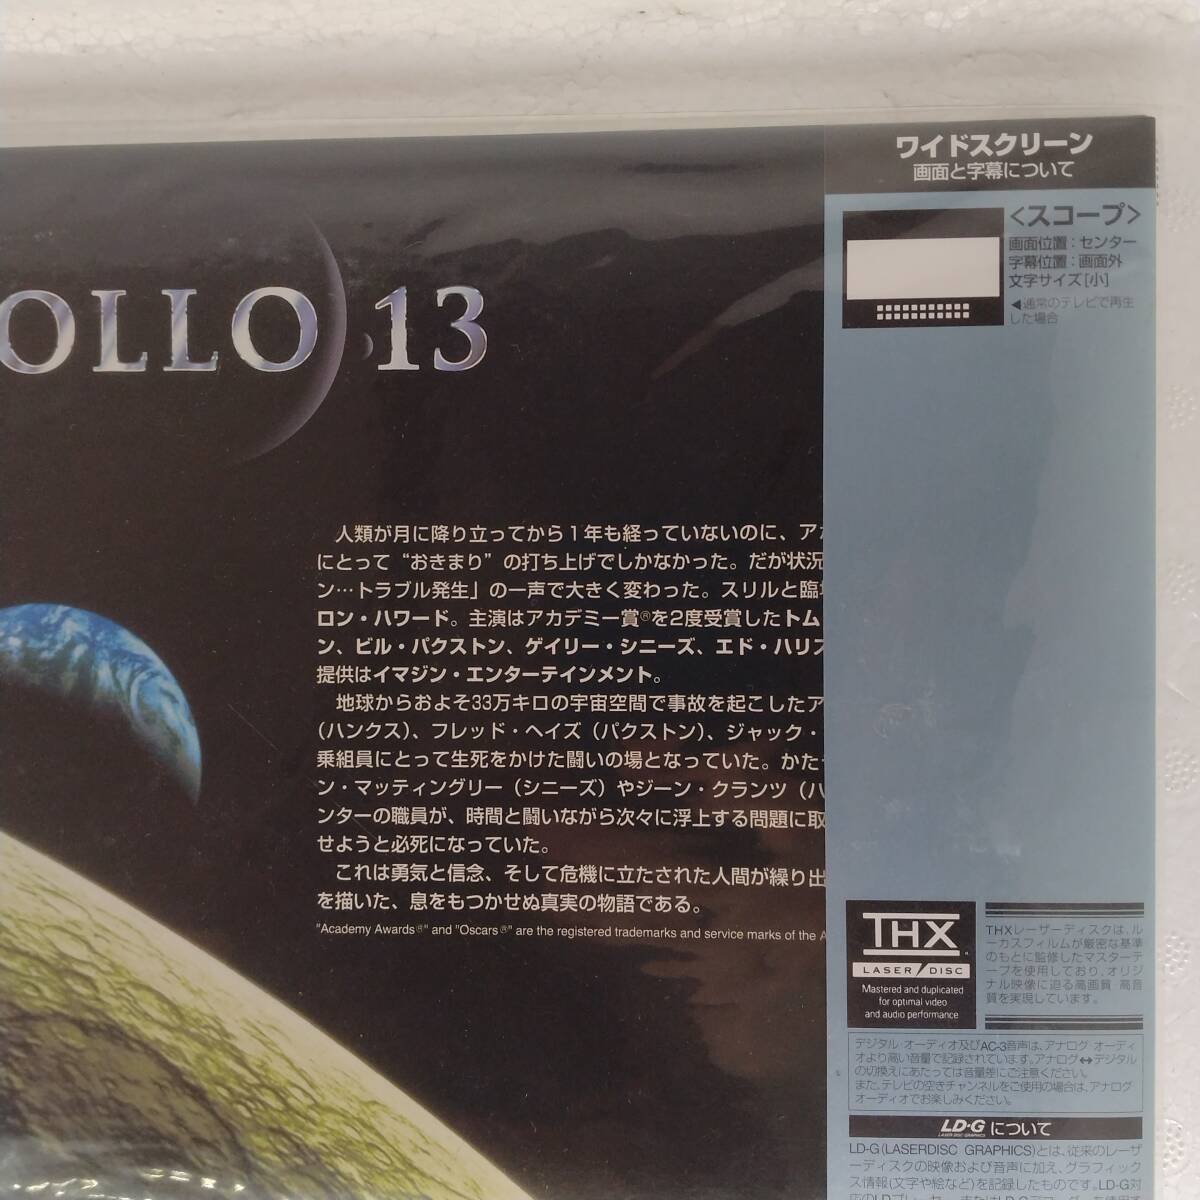 OLLO 13
人類が月に降り立ってから1年も経っていないのに、ア
にとって“おきまり”の打ち上げでしかなかった。だが状況
ン…トラブル発生」の一声で大きく変わった。スリルと臨
ロン・ハワード。主演はアカデミー賞®を2度受賞したトム
ン、ビル・パクストン、ゲイリー・シニーズ、エド・ハリス
提供はイマジン・エンターテインメント。
地球からおよそ33万キロの宇宙空間で事故を起こしたア
(ハンクス)、フレッド・ヘイズ(パクストン)、ジャック・
乗組員にとって生死をかけた闘いの場となっていた。かた
ン・マッティングリー(シニーズ)やジーン・クランツ(ハ
ンターの職員が、時間と闘いながら次々に浮上する問題に取
せようと必死になっていた。
これは勇気と信念、そして危機に立たされた人間が繰り出
を描いた、息をもつかせぬ真実の物語である。
"Academy Awards®" and "Oscars®" are the registered trademarks and service marks of the A
ワイドスクリーン
画面と字幕について
<スコープ>
画面位置:センター
字幕位置:画面外
文字サイズ[小]
◀通常のテレビで再生
した場合
THX
LASER DISC
Mastered and duplicated
for optimal video
and audio performance
THXレーザーディスクは、ル
ーカスフィルムが厳密な基準
のもとに監修したマスターテ
ープを使用しており、オリジ
ナル映像に迫る高画質・高音
質を実現しています。
デジタル・オーディオ及びAC-3音声は、アナログ・オーディ
オより高い音量で記録されています。アナログ↔デジタル
の切換えにあたっては音量差にご注意ください。
また、テレビの空きチャンネルをご使用の場合は、アナログ
オーディオでお楽しみください。
LD-G について
LASER DISC GRAPHICS
LD-G(LASERDISC GRAPHICS)とは、従来のレーザ
ーディスクの映像および音声に加え、グラフィック
ス情報(文字や絵など)を記録したものです。LD-G対
応のLDプレーヤー